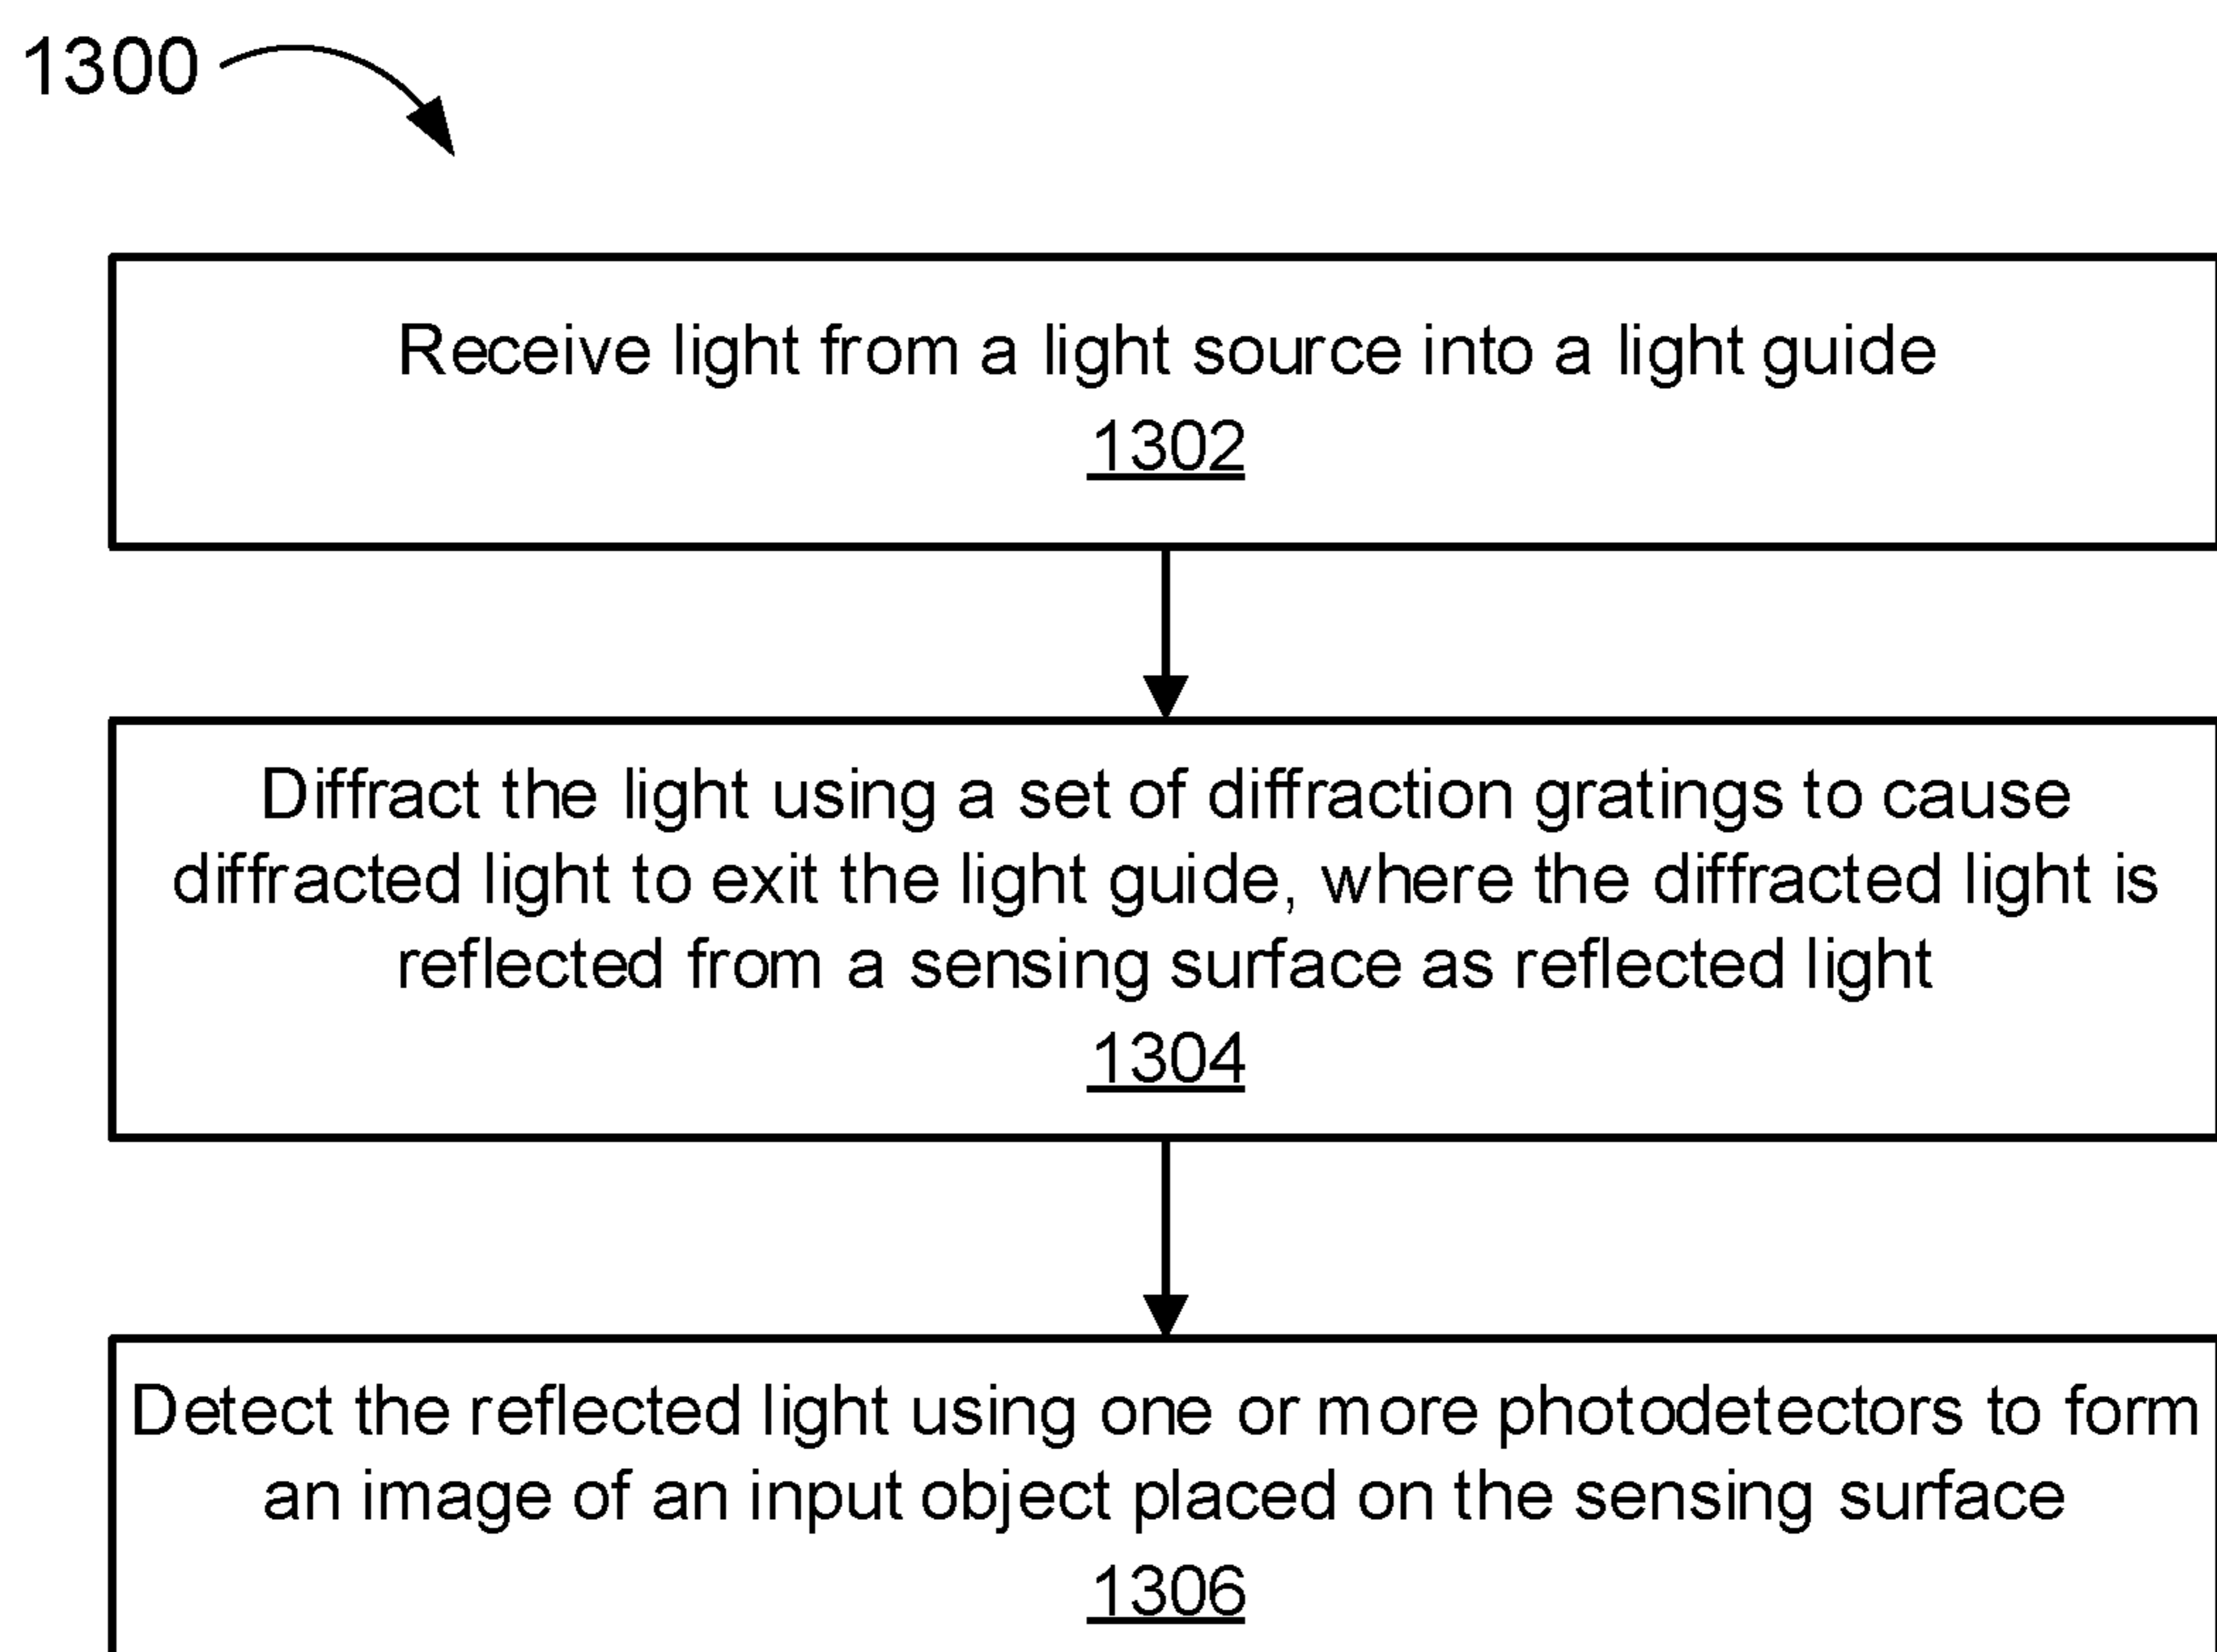 1300
Receive light from a light source into a light guide
1302
Diffract the light using a set of diffraction gratings to cause
diffracted light to exit the light guide, where the diffracted light is
reflected from a sensing surface as reflected light
1304
Detect the reflected light using one or more photodetectors to form
an image of an input object placed on the sensing surface
1306